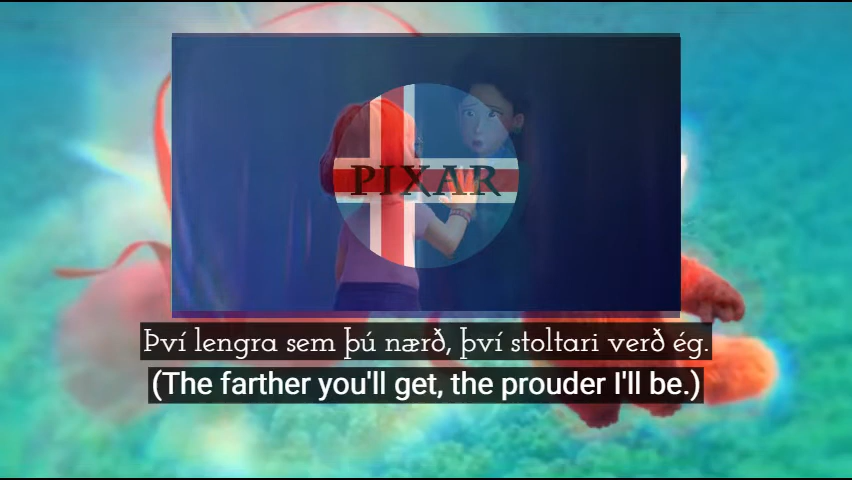 PIXAR
Því lengra sem þú nærð, því stoltari verð ég.
(The farther you'll get, the prouder I'll be.)